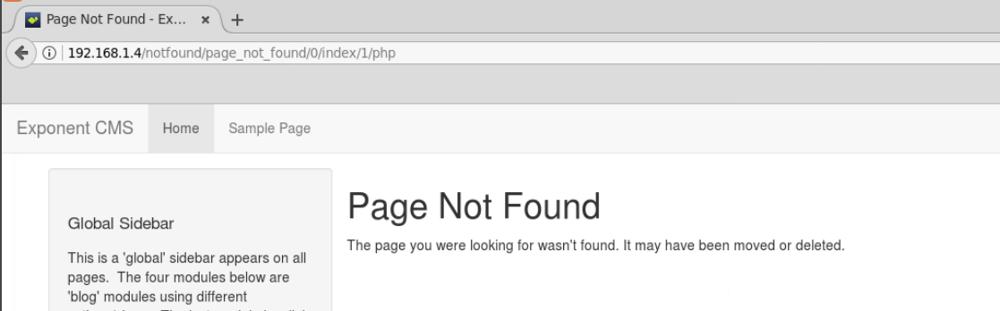 Page Not Found - Ex...
192.168.1.4/notfound/page_not_found/0/index/1/php
Exponent CMS Home Sample Page
Page Not Found
The page you were looking for wasn't found. It may have been moved or deleted.
Global Sidebar
This is a 'global' sidebar appears on all
pages. The four modules below are
'blog' modules using different